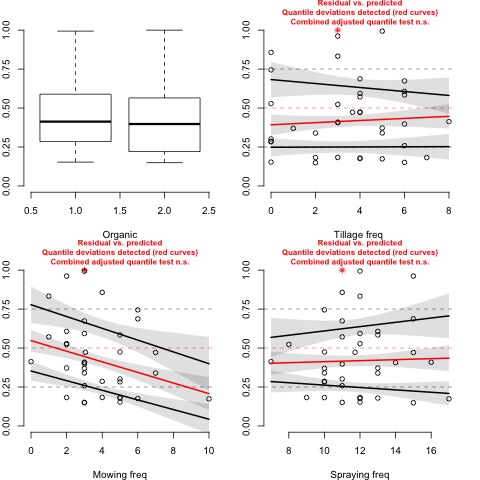 0.00 0.25 0.50 0.75 1.00
0.5 1.0 1.5 2.0 2.5
Organic
Residual vs. predicted
Quantile deviations detected (red curves)
Combined adjusted quantile test n.s.
0.00 0.25 0.50 0.75 1.00
0 2 4 6 8
Tillage freq
Residual vs. predicted
Quantile deviations detected (red curves)
Combined adjusted quantile test n.s.
0.00 0.25 0.50 0.75 1.00
0 2 4 6 8 10
Mowing freq
Residual vs. predicted
Quantile deviations detected (red curves)
Combined adjusted quantile test n.s.
0.00 0.25 0.50 0.75 1.00
8 10 12 14 16
Spraying freq